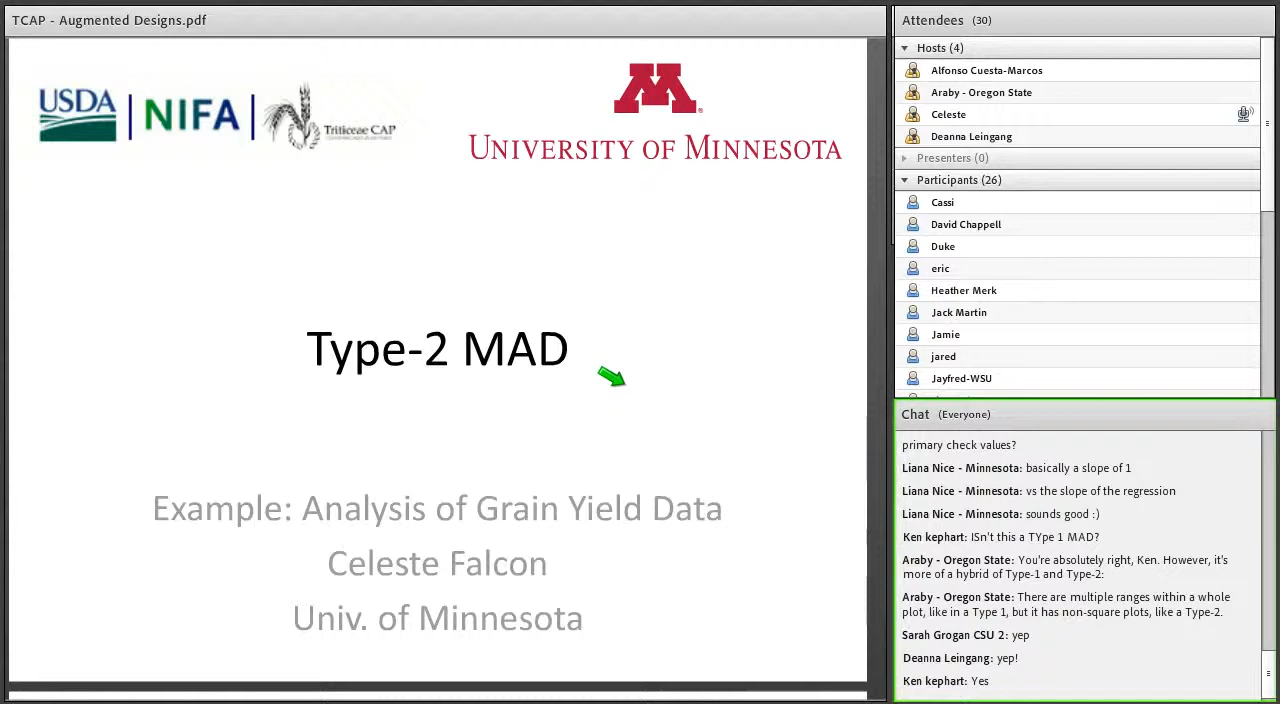 TCAP - Augmented Designs.pdf
USDA NIFA Triticeae CAP
M
UNIVERSITY OF MINNESOTA
Type-2 MAD
Example: Analysis of Grain Yield Data
Celeste Falcon
Univ. of Minnesota
Attendees (30)
Hosts (4)
Alfonso Cuesta-Marcos
Araby - Oregon State
Celeste
Deanna Leingang
Presenters (0)
Participants (26)
Cassi
David Chappell
Duke
eric
Heather Merk
Jack Martin
Jamie
jared
Jayfred-WSU
Chat (Everyone)
primary check values?
Liana Nice - Minnesota: basically a slope of 1
Liana Nice - Minnesota: vs the slope of the regression
Liana Nice - Minnesota: sounds good :)
Ken kephart: ISn't this a TYpe 1 MAD?
Araby - Oregon State: You're absolutely right, Ken. However, it's
more of a hybrid of Type-1 and Type-2:
Araby - Oregon State: There are multiple ranges within a whole
plot, like in a Type 1, but it has non-square plots, like a Type-2.
Sarah Grogan CSU 2: yep
Deanna Leingang: yep!
Ken kephart: Yes